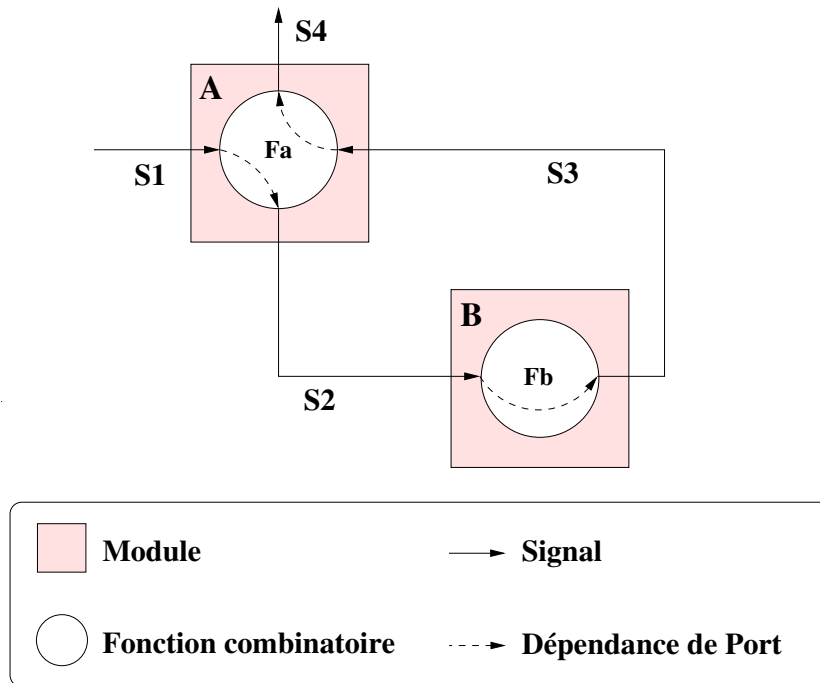 S4
A
Fa
S1
S3
B
Fb
S2
Module
Signal
Fonction combinatoire
Dépendance de Port